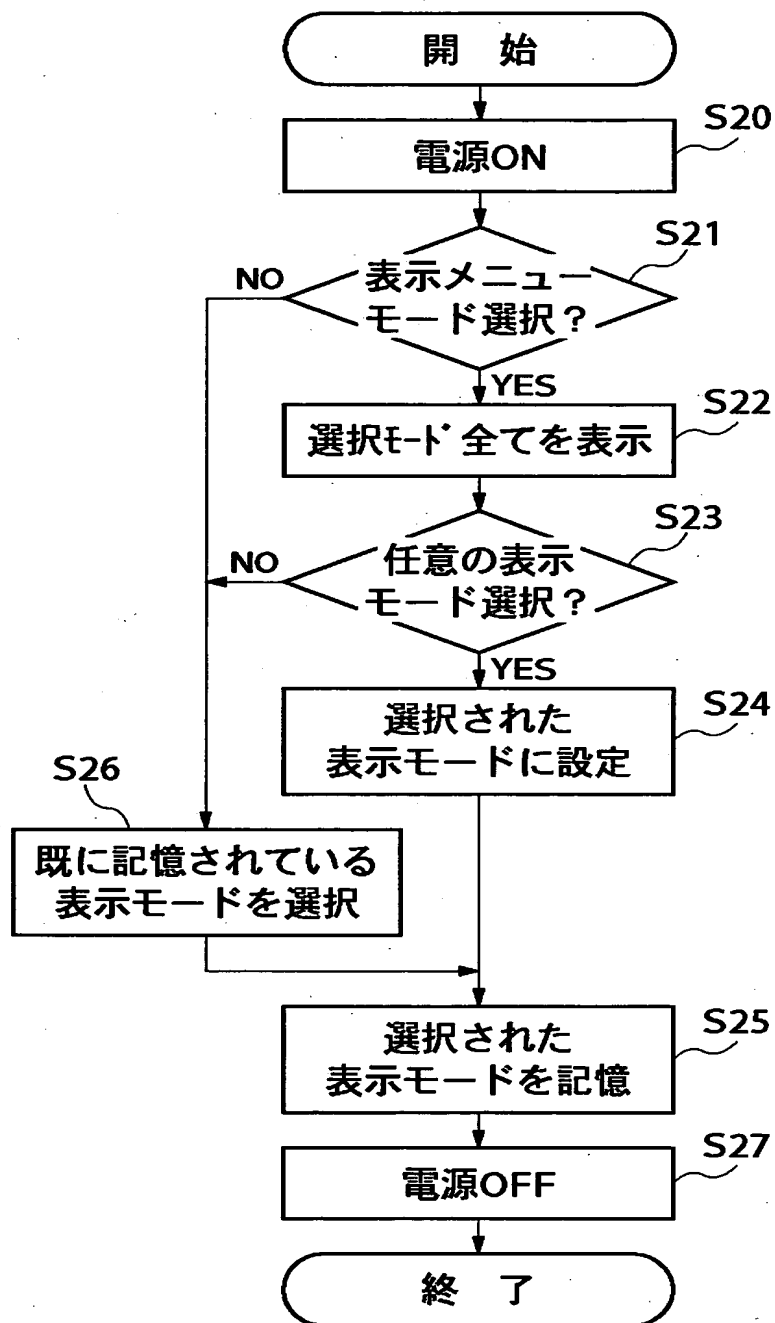 開 始
S20
電源ON
S21
表示メニュー
モード選択?
NO
YES
S22
選択ﾓｰﾄﾞ全てを表示
S23
任意の表示
モード選択?
NO
YES
S24
選択された
表示モードに設定
S26
既に記憶されている
表示モードを選択
S25
選択された
表示モードを記憶
S27
電源OFF
終 了